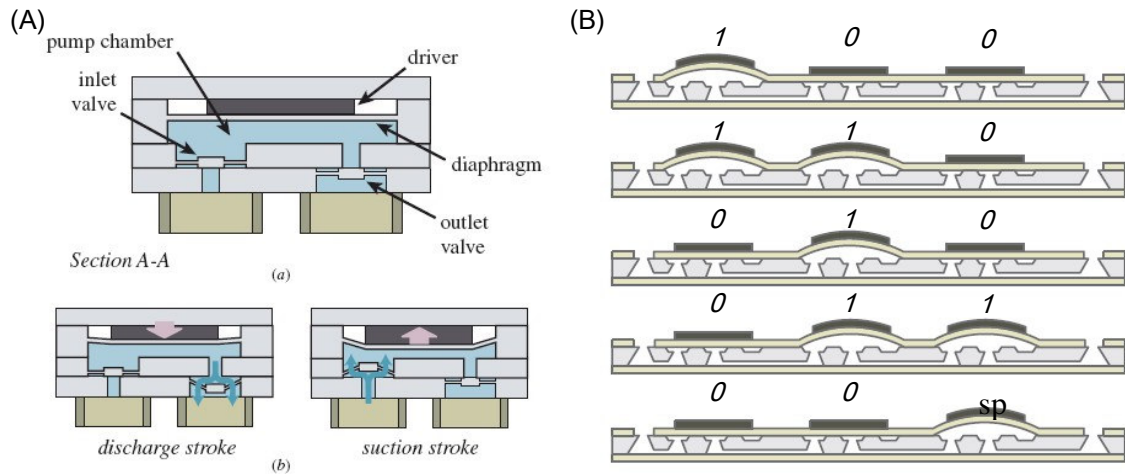 (A)
pump chamber
driver
inlet
valve
diaphragm
outlet
valve
Section A-A
(a)
discharge stroke
suction stroke
(b)
(B)
1 0 0
1 1 0
0 1 0
0 1 1
0 0 sp